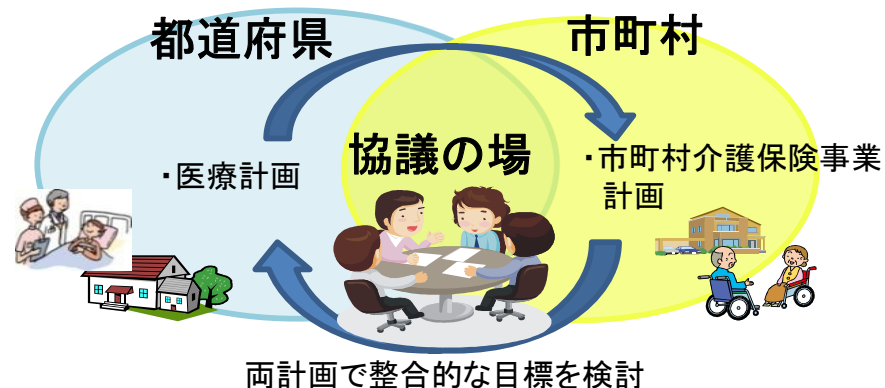 都道府県
市町村
協議の場
・医療計画
・市町村介護保険事業
計画
両計画で整合的な目標を検討